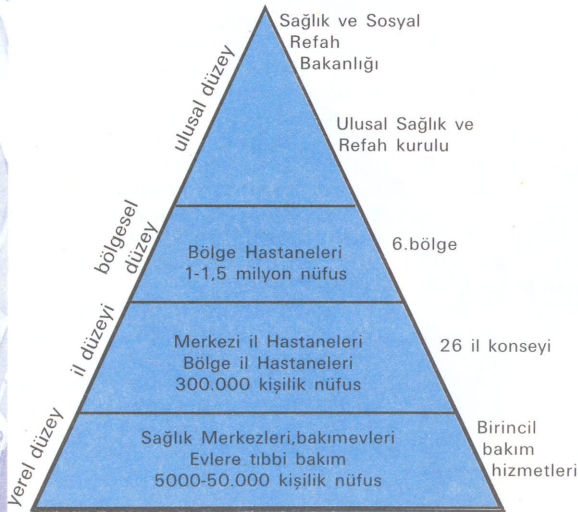 Sağlık ve Sosyal
Refah
Bakanlığı
ulusal düzey
Ulusal Sağlık ve
Refah kurulu
bölgesel
düzey
Bölge Hastaneleri
1-1,5 milyon nüfus
6.bölge
il düzeyi
Merkezi il Hastaneleri
Bölge il Hastaneleri
300.000 kişilik nüfus
26 il konseyi
yerel düzey
Sağlık Merkezleri,bakımevleri
Evlere tıbbi bakım
5000-50.000 kişilik nüfus
Birincil
bakım
hizmetleri